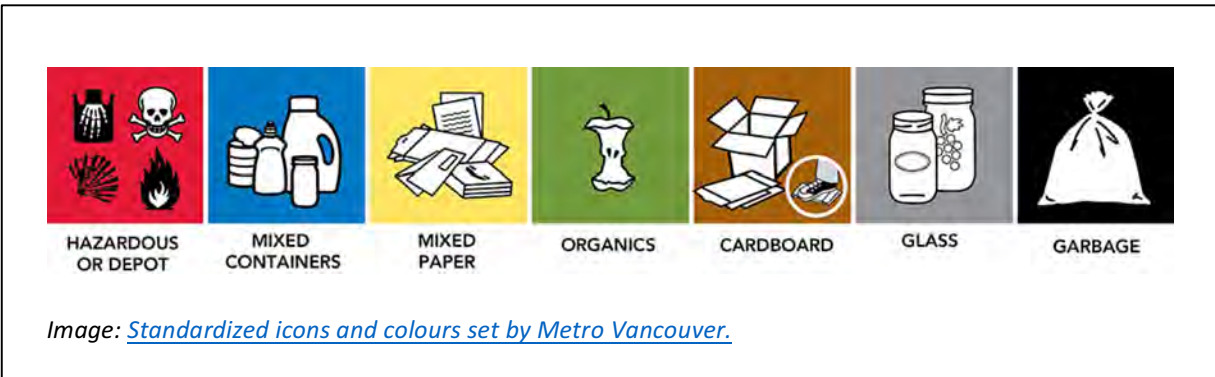 HAZARDOUS
OR DEPOT
MIXED
CONTAINERS
MIXED
PAPER
ORGANICS
CARDBOARD
GLASS
GARBAGE
Image: Standardized icons and colours set by Metro Vancouver.